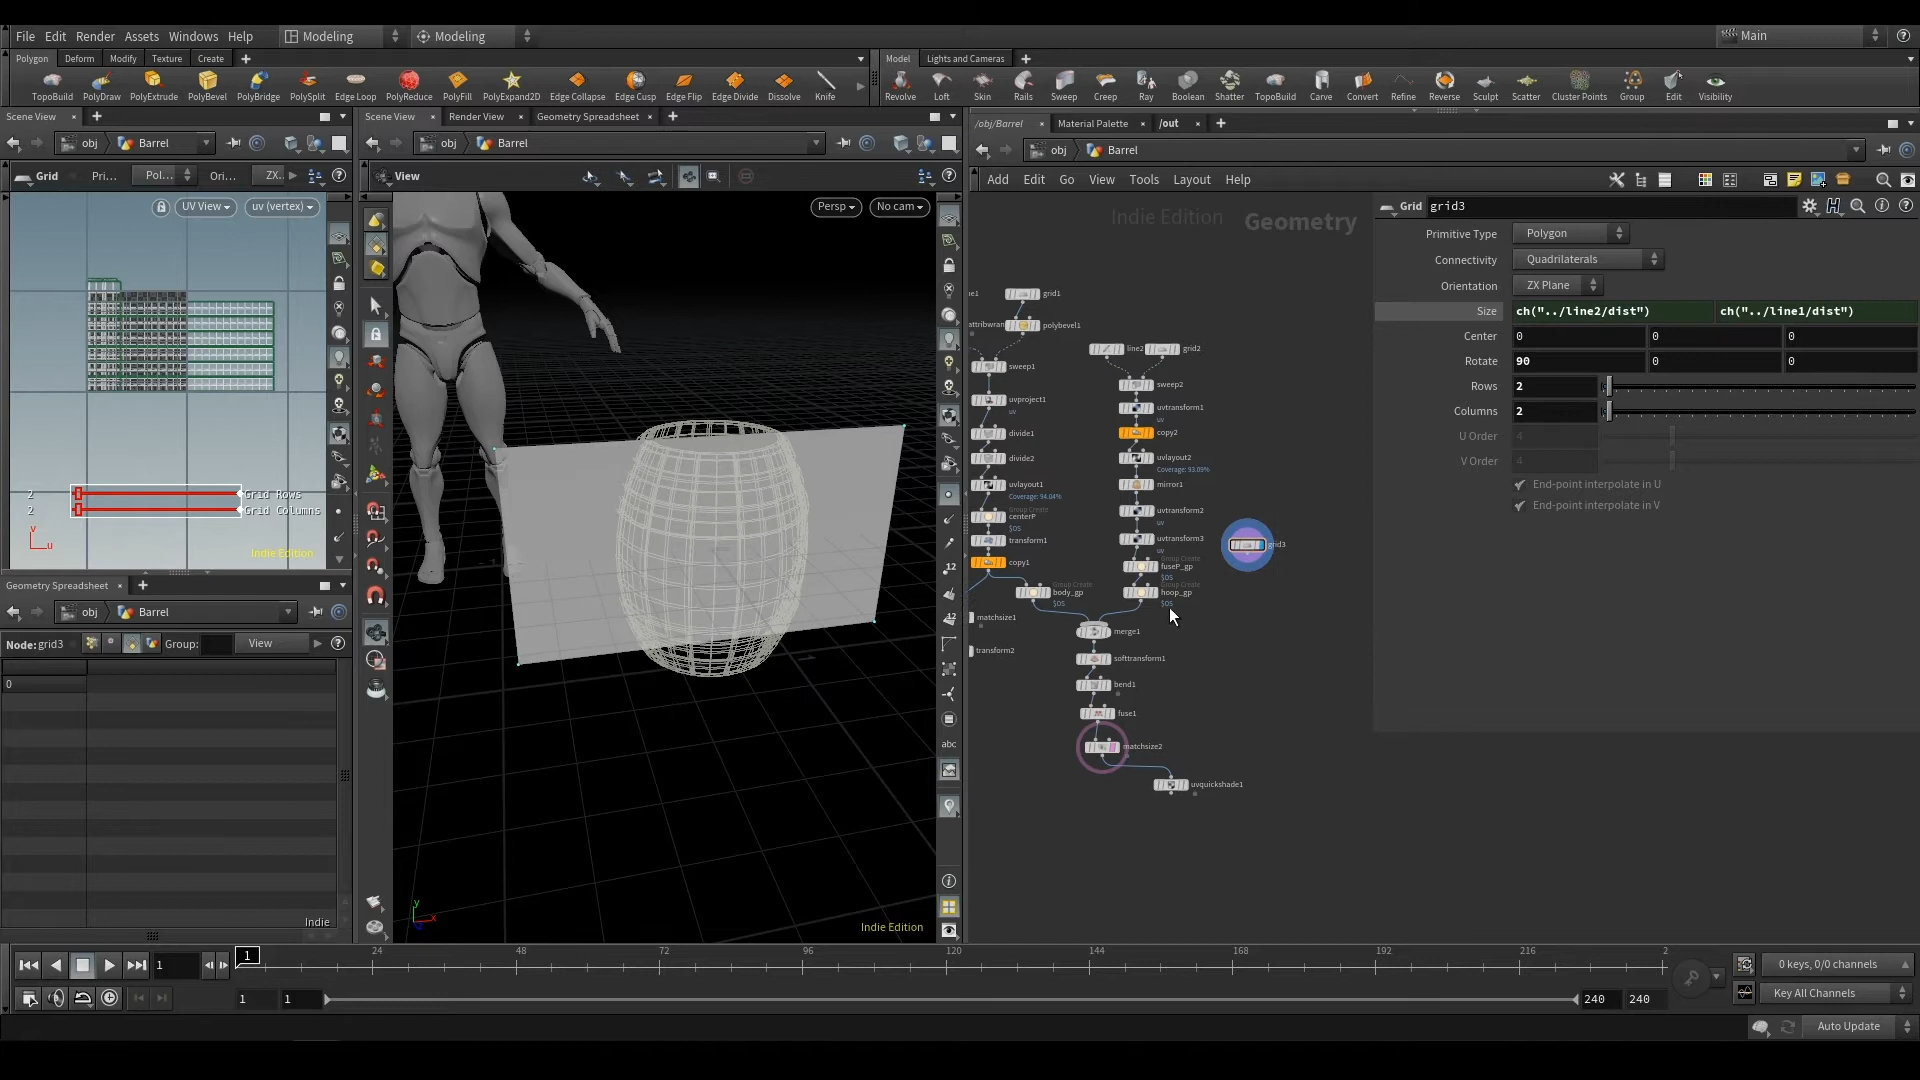 File Edit Render Assets Windows Help Modeling Modeling Main
Polygon Deform Modify Texture Create Model Lights and Cameras
TopoBuild PolyDraw PolyExtrude PolyBevel PolyBridge PolySplit Edge Loop PolyReduce PolyFill PolyExpand2D Edge Collapse Edge Cusp Edge Flip Edge Divide Dissolve Knife Revolve Loft Skin Rails Sweep Creep Ray Boolean Shatter TopoBuild Carve Convert Refine Reverse Sculpt Scatter Cluster Points Group Edit Visibility
Scene View Scene View Render View Geometry Spreadsheet /obj/Barrel Material Palette /out
obj Barrel obj Barrel obj Barrel
Grid Pri... Pol... Ori... ZX... View Add Edit Go View Tools Layout Help
UV View uv (vertex) Persp No cam
Indie Edition Geometry
Grid grid3
Primitive Type Polygon
Connectivity Quadrilaterals
Orientation ZX Plane
Size ch("../line2/dist") ch("../line1/dist")
Center 0 0 0
Rotate 90 0 0
Rows 2
Columns 2
U Order 4
V Order 4
End-point interpolate in U
End-point interpolate in V
grid1
polybevel1
sweep1
uvproject1
uv
divide1
divide2
uvlayout1
Coverage: 94.04%
Group Create
centerP
$OS
transform1
copy1
Group Create
body_gp
$OS
matchsize1
transform2
line2 grid2
sweep2
uvtransform1
uv
copy2
uvlayout2
Coverage: 93.09%
mirror1
uvtransform2
uv
uvtransform3
uv
Group Create
fuseP_gp
$OS
Group Create
hoop_gp
$OS
grid3
merge1
softtransform1
bend1
fuse1
matchsize2
uvquickshade1
2 Grid Rows
2 Grid Columns
v
u
Indie Edition
12
12
abc
y
x
Indie Edition
Geometry Spreadsheet
obj Barrel
Node: grid3 Group: View
0
Indie
1 1 24 48 72 96 120 144 168 192 216 2
0 keys, 0/0 channels
1 1 240 240 Key All Channels
Auto Update